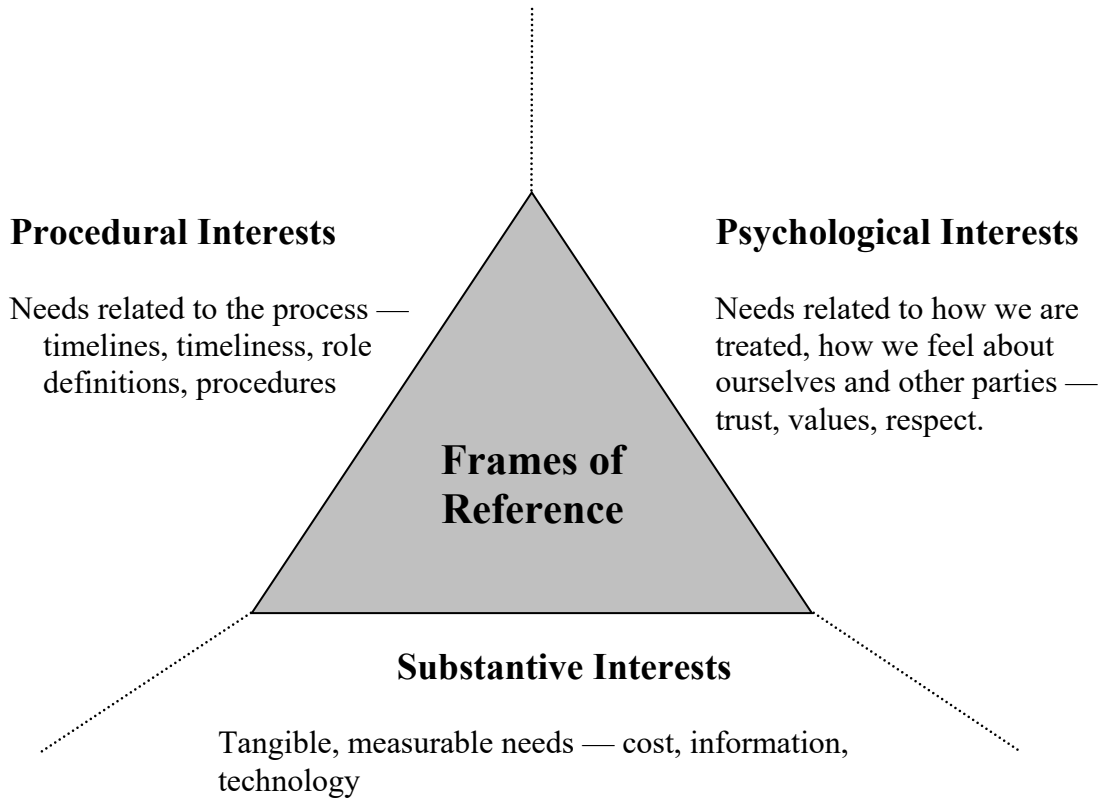 Procedural Interests
Needs related to the process —
timelines, timeliness, role
definitions, procedures
Psychological Interests
Needs related to how we are
treated, how we feel about
ourselves and other parties —
trust, values, respect.
Frames of
Reference
Substantive Interests
Tangible, measurable needs — cost, information,
technology